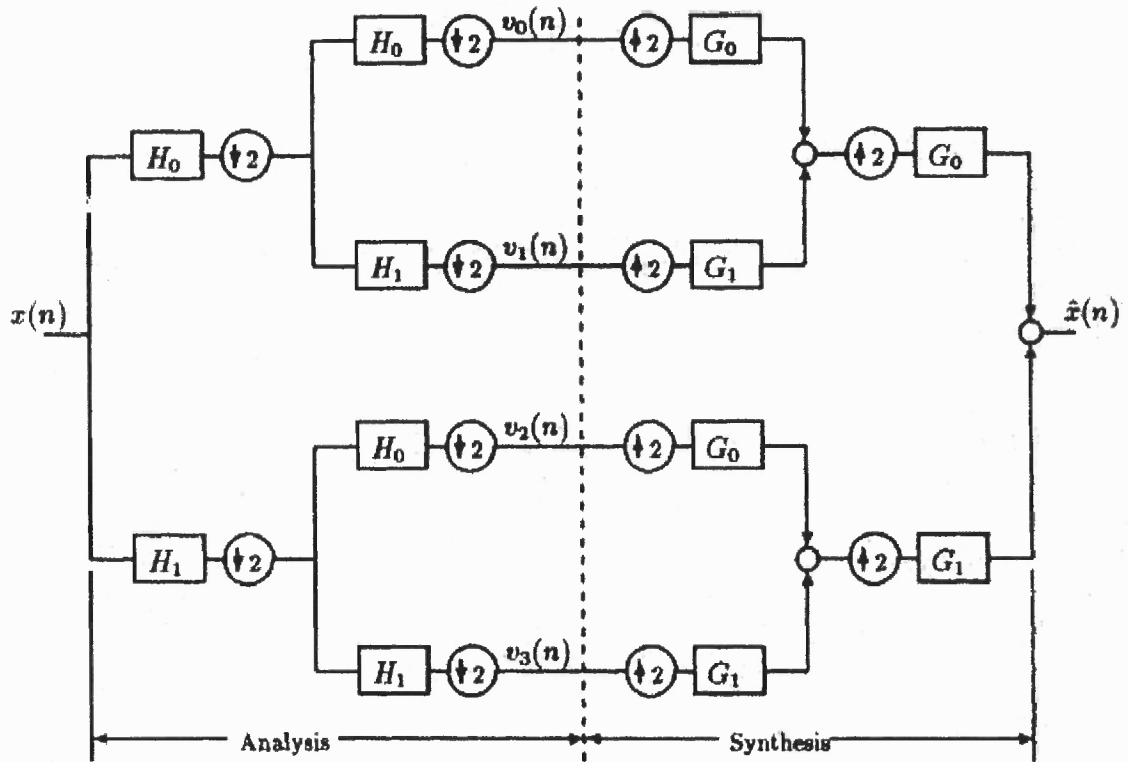 H₀ ↓2 v₀(n) ↑2 G₀
H₀ ↓2 ↑2 G₀
H₁ ↓2 v₁(n) ↑2 G₁
x(n) x̂(n)
H₀ ↓2 v₂(n) ↑2 G₀
H₁ ↓2 ↑2 G₁
H₁ ↓2 v₃(n) ↑2 G₁
Analysis Synthesis